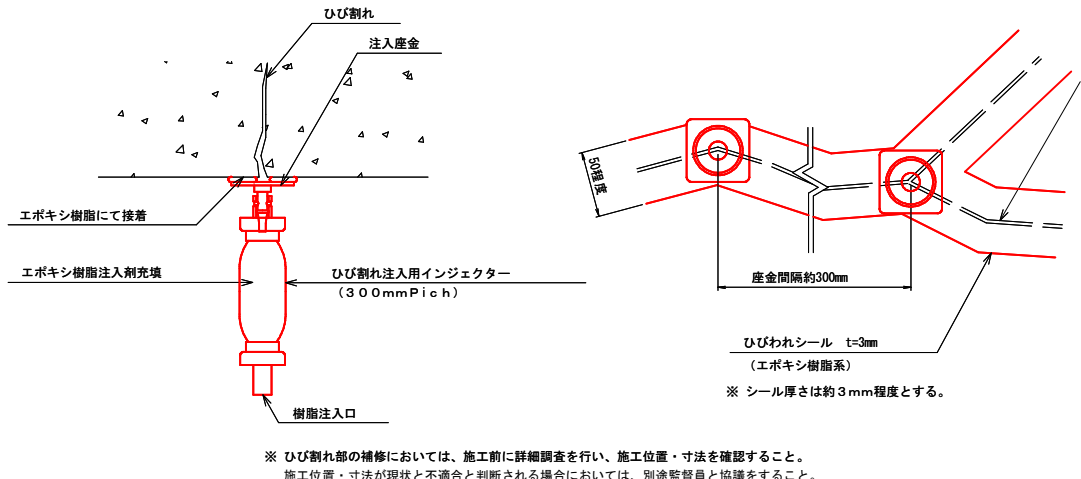 ひび割れ
注入座金
エポキシ樹脂にて接着
エポキシ樹脂注入剤充填
ひび割れ注入用インジェクター
（３００ｍｍＰｉｃｈ）
樹脂注入口
50程度
座金間隔約300mm
ひびわれシール　t=3mm
（エポキシ樹脂系）
※ シール厚さは約３ｍｍ程度とする。
※ ひび割れ部の補修においては、施工前に詳細調査を行い、施工位置・寸法を確認すること。
施工位置・寸法が現状と不適合と判断される場合においては、別途監督員と協議をすること。